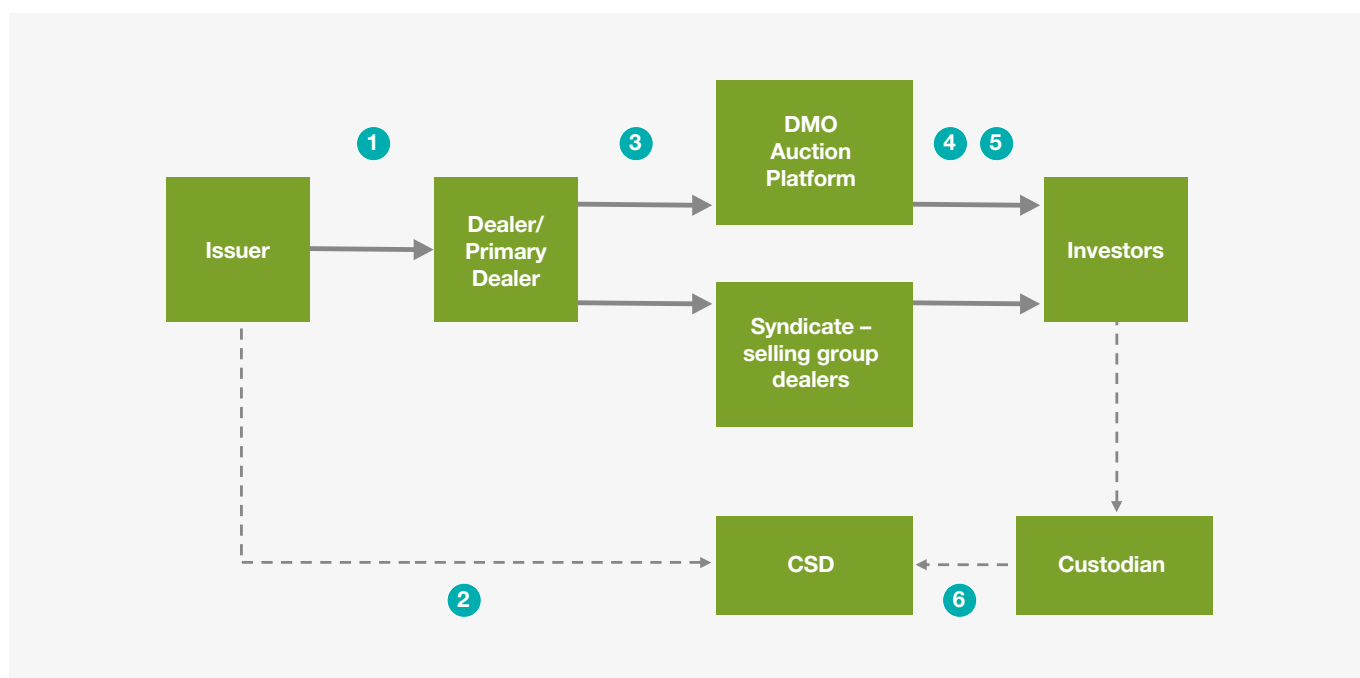 1
3
DMO
Auction
Platform
4 5
Issuer
Dealer/
Primary
Dealer
Investors
Syndicate –
selling group
dealers
CSD
Custodian
2
6